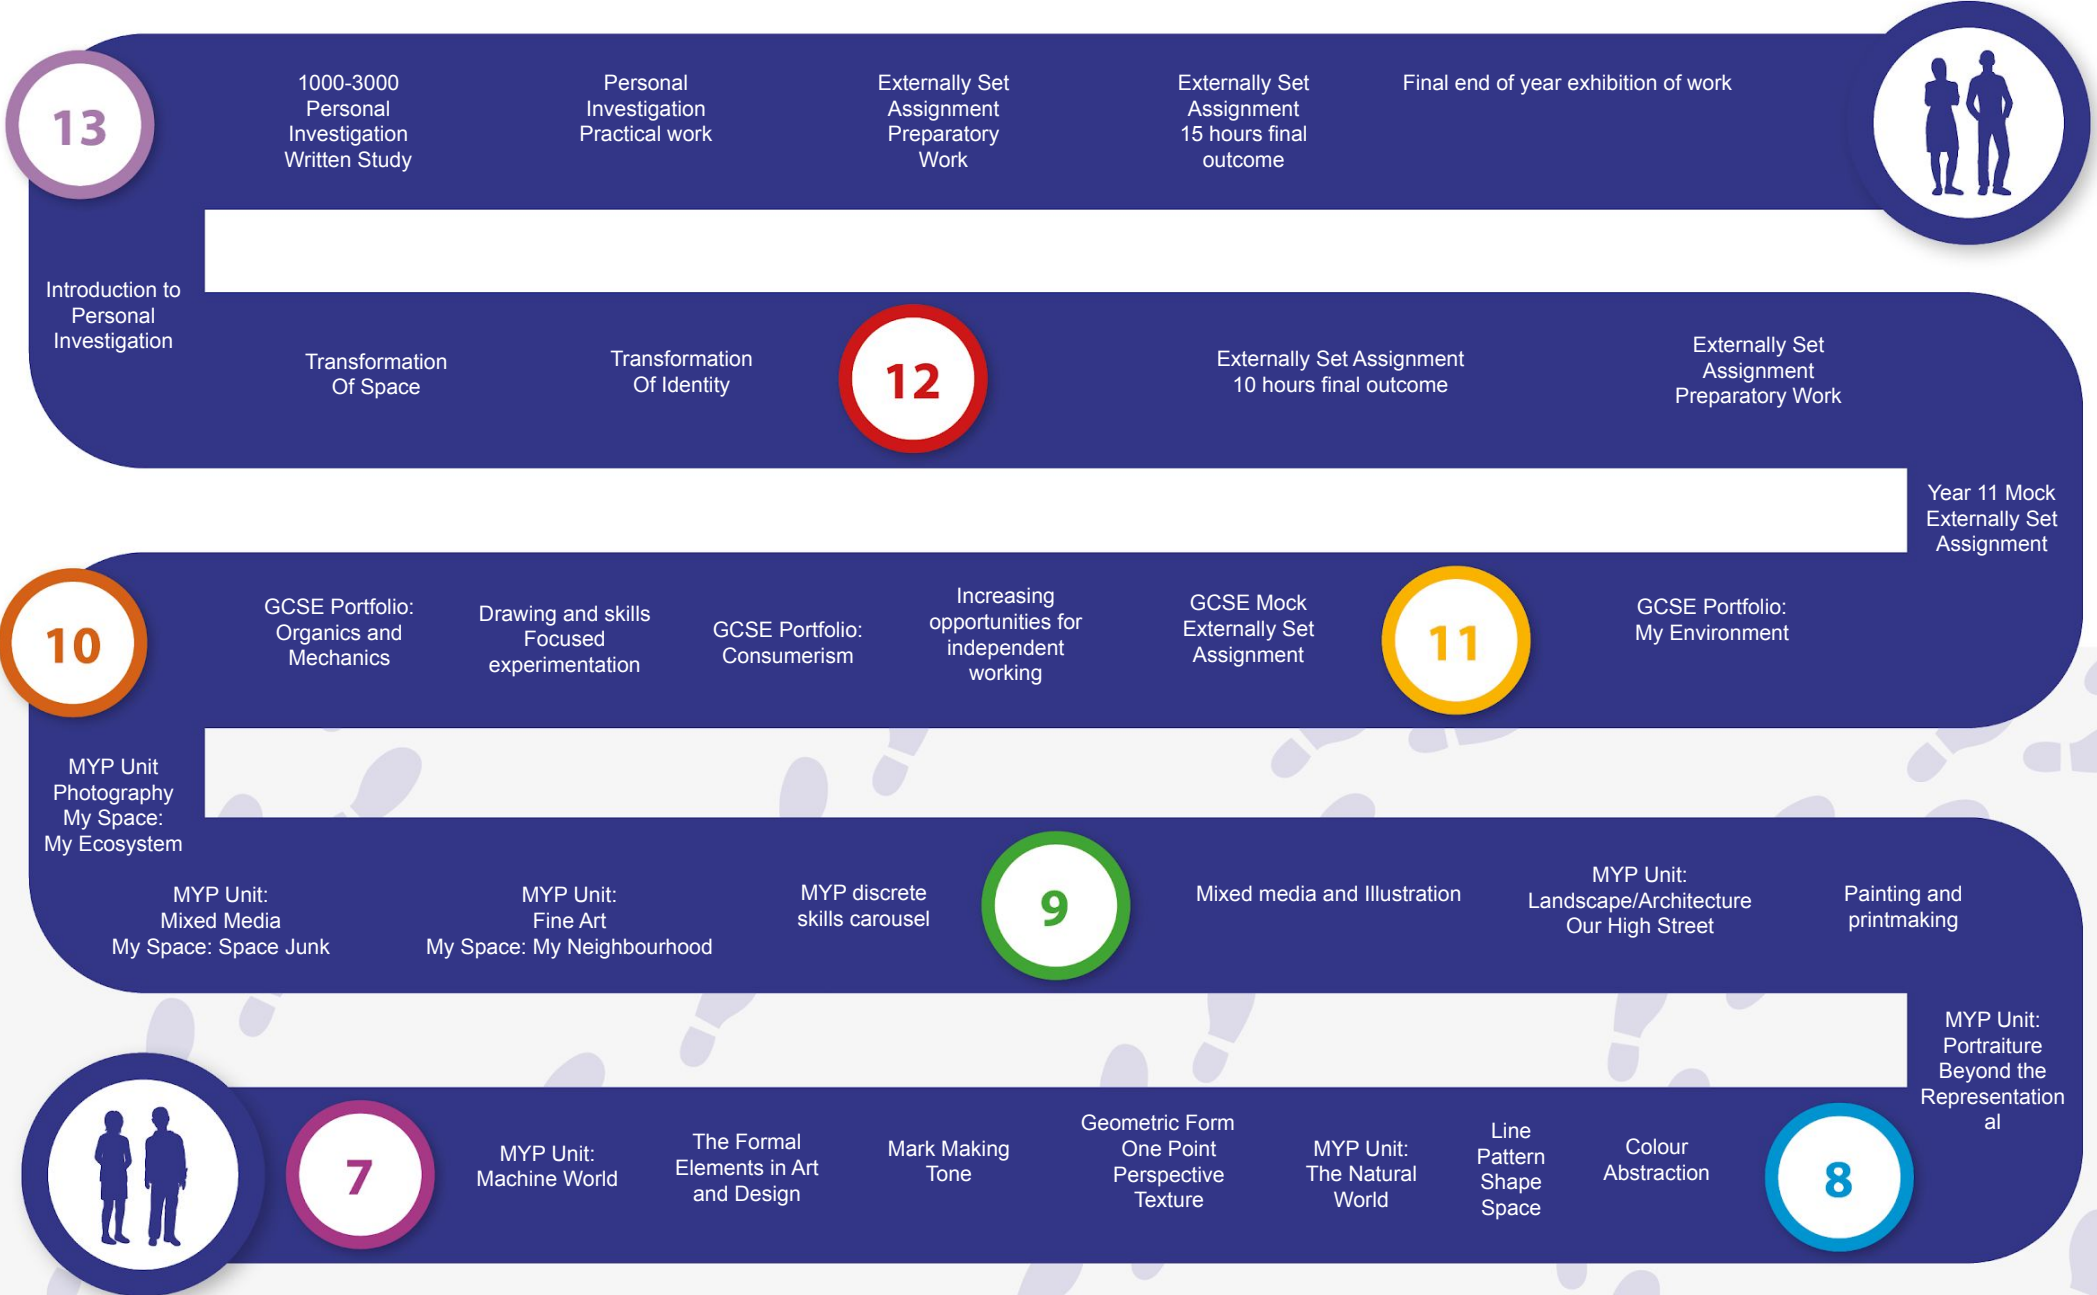 13
1000-3000
Personal
Investigation
Written Study
Personal
Investigation
Practical work
Externally Set
Assignment
Preparatory
Work
Externally Set
Assignment
15 hours final
outcome
Final end of year exhibition of work
Introduction to
Personal
Investigation
Transformation
Of Space
Transformation
Of Identity
12
Externally Set Assignment
10 hours final outcome
Externally Set
Assignment
Preparatory Work
Year 11 Mock
Externally Set
Assignment
10
GCSE Portfolio:
Organics and
Mechanics
Drawing and skills
Focused
experimentation
GCSE Portfolio:
Consumerism
Increasing
opportunities for
independent
working
GCSE Mock
Externally Set
Assignment
11
GCSE Portfolio:
My Environment
MYP Unit
Photography
My Space:
My Ecosystem
MYP Unit:
Mixed Media
My Space: Space Junk
MYP Unit:
Fine Art
My Space: My Neighbourhood
MYP discrete
skills carousel
9
Mixed media and Illustration
MYP Unit:
Landscape/Architecture
Our High Street
Painting and
printmaking
MYP Unit:
Portraiture
Beyond the
Representation
al
7
MYP Unit:
Machine World
The Formal
Elements in Art
and Design
Mark Making
Tone
Geometric Form
One Point
Perspective
Texture
MYP Unit:
The Natural
World
Line
Pattern
Shape
Space
Colour
Abstraction
8